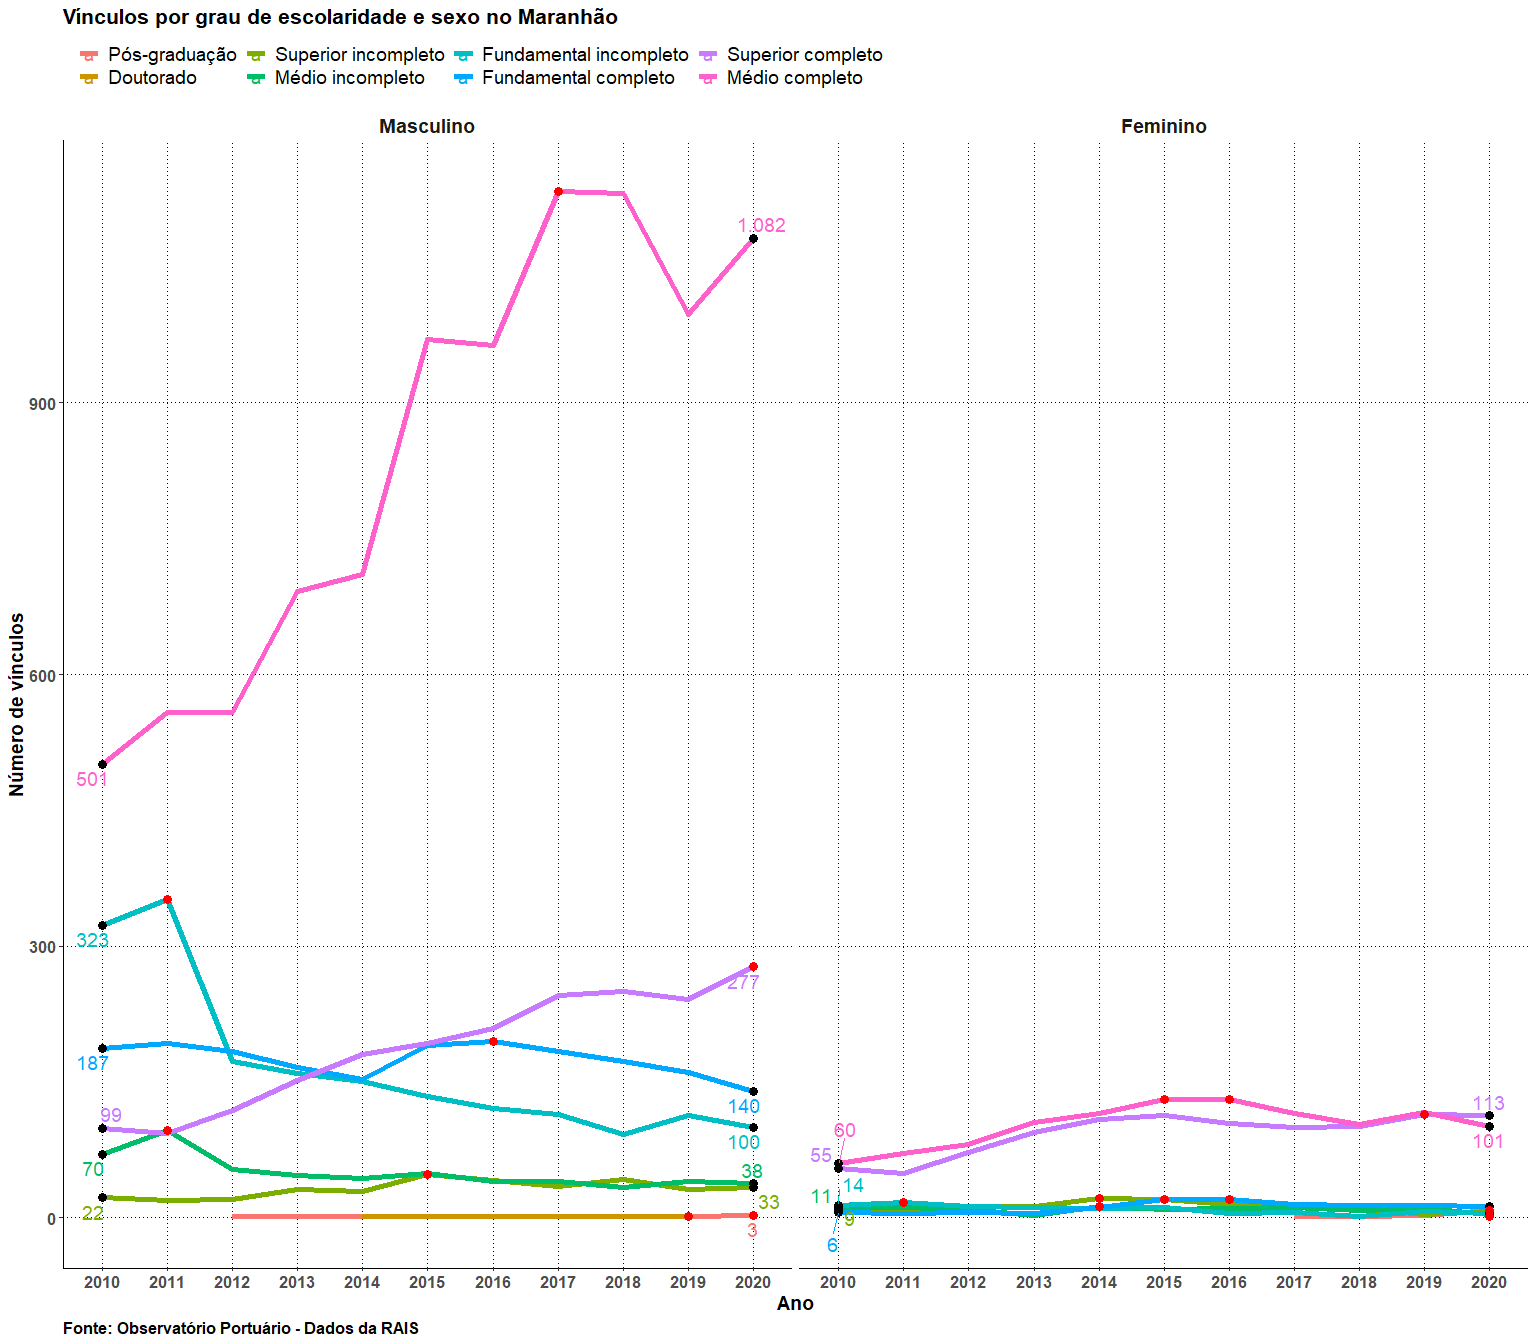 Vínculos por grau de escolaridade e sexo no Maranhão
Pós-graduação Superior incompleto Fundamental incompleto Superior completo
Doutorado Médio incompleto Fundamental completo Médio completo
Masculino
Feminino
Número de vínculos
900
600
300
0
1.082
501
323
277
187
99
140
100
70
38
33
22
3
60
55
113
101
14
11
9
6
2010 2011 2012 2013 2014 2015 2016 2017 2018 2019 2020
2010 2011 2012 2013 2014 2015 2016 2017 2018 2019 2020
Ano
Fonte: Observatório Portuário - Dados da RAIS